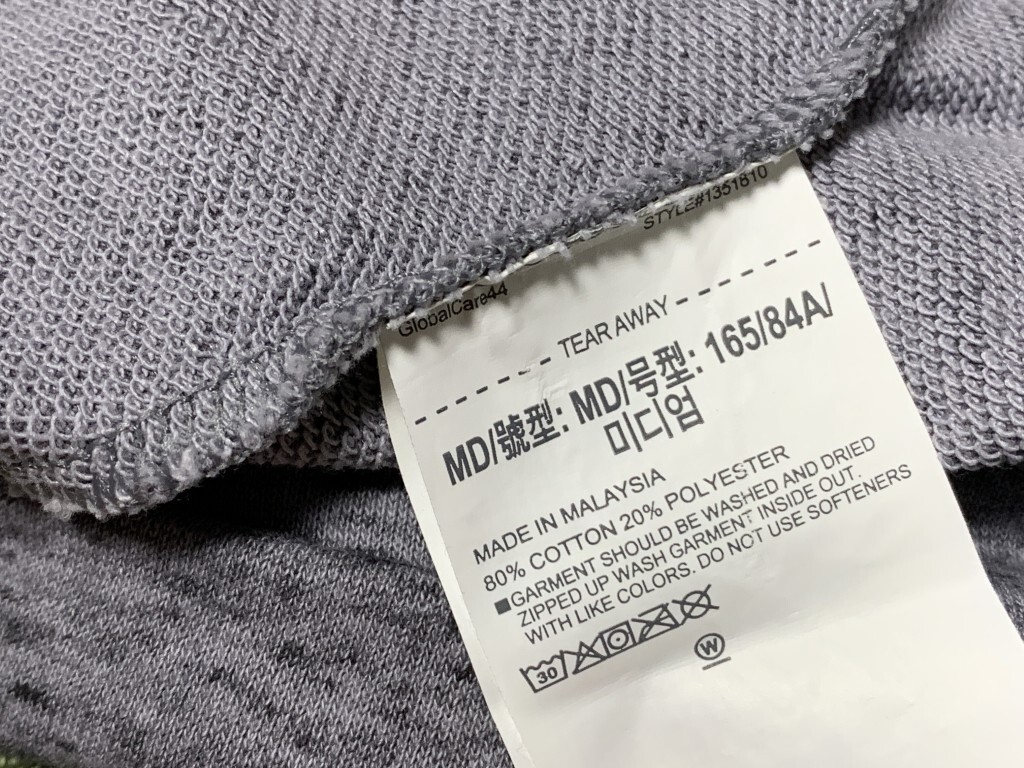 GlobalCare44 STYLE#1351810
TEAR AWAY
MD/號型: MD/号型: 165/84A/
미디엄
MADE IN MALAYSIA
80% COTTON 20% POLYESTER
■GARMENT SHOULD BE WASHED AND DRIED
ZIPPED UP WASH GARMENT INSIDE OUT.
WITH LIKE COLORS. DO NOT USE SOFTENERS
30
W